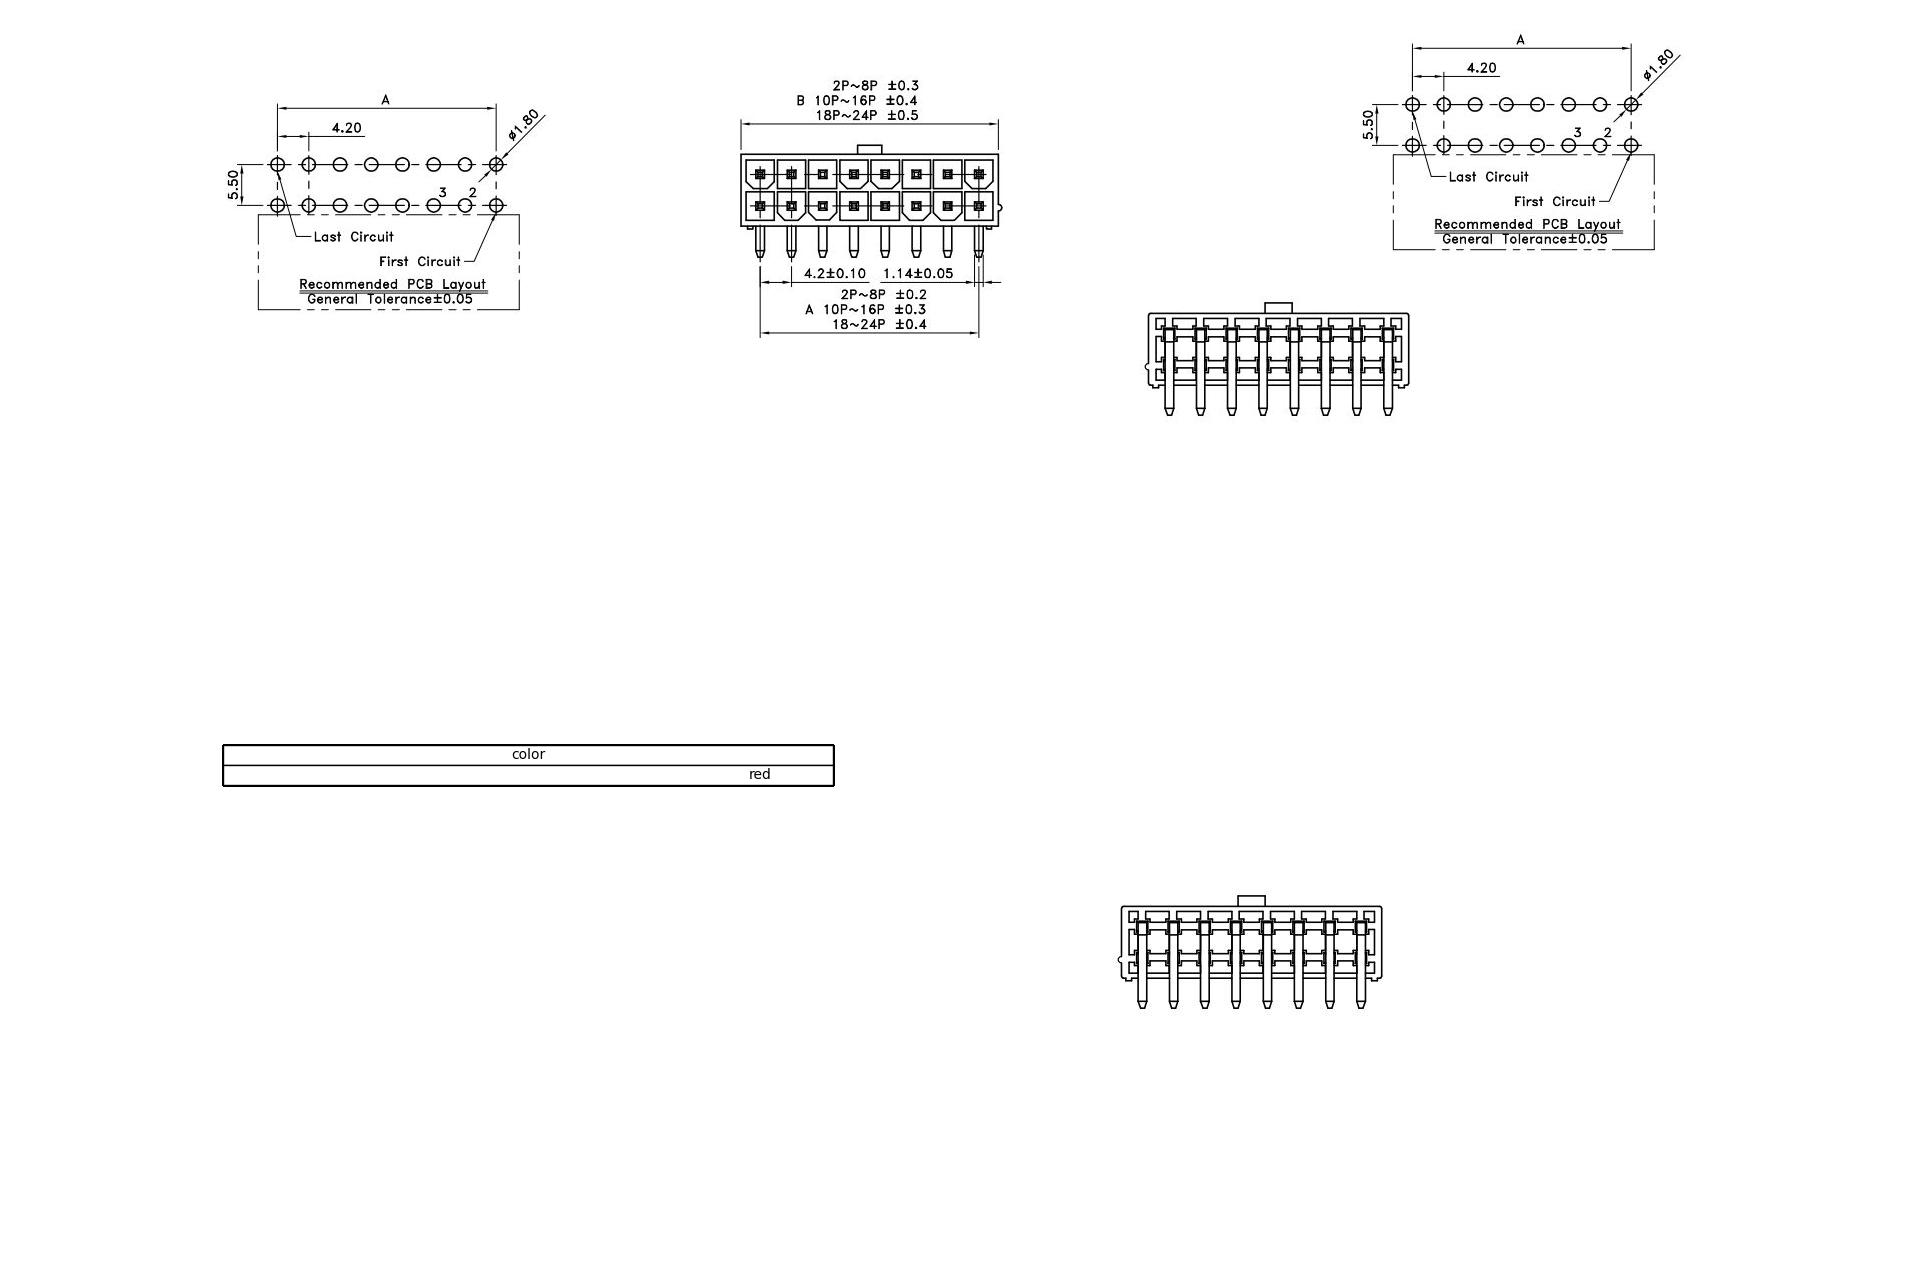 A
4.20
ø1.80
5.50
3 2
Last Circuit
First Circuit
Recommended PCB Layout
General Tolerance±0.05
2P~8P ±0.3
B 10P~16P ±0.4
18P~24P ±0.5
4.2±0.10 1.14±0.05
2P~8P ±0.2
A 10P~16P ±0.3
18~24P ±0.4
A
4.20
ø1.80
5.50
3 2
Last Circuit
First Circuit
Recommended PCB Layout
General Tolerance±0.05
color
red